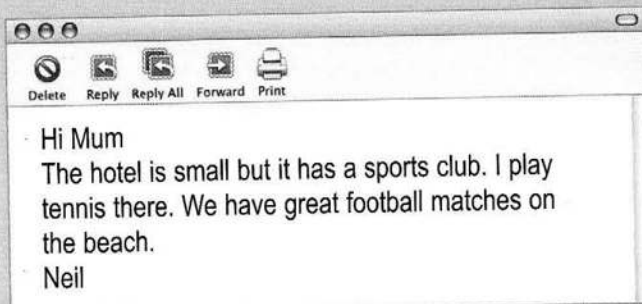 Delete Reply Reply All Forward Print
Hi Mum
The hotel is small but it has a sports club. I play
tennis there. We have great football matches on
the beach.
Neil